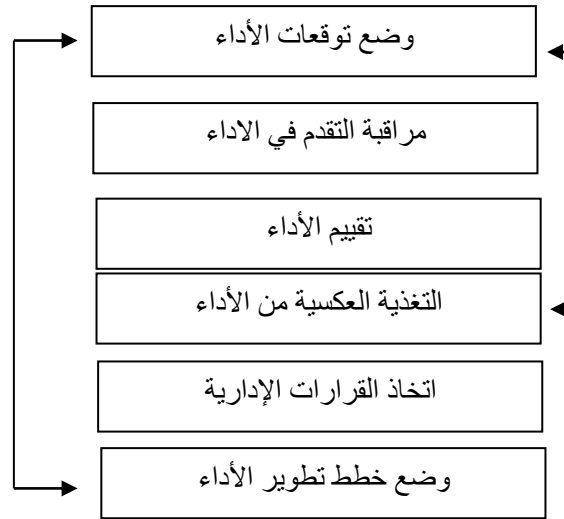 وضع توقعات الأداء
مراقبة التقدم في الاداء
تقييم الأداء
التغذية العكسية من الأداء
اتخاذ القرارات الإدارية
وضع خطط تطوير الأداء